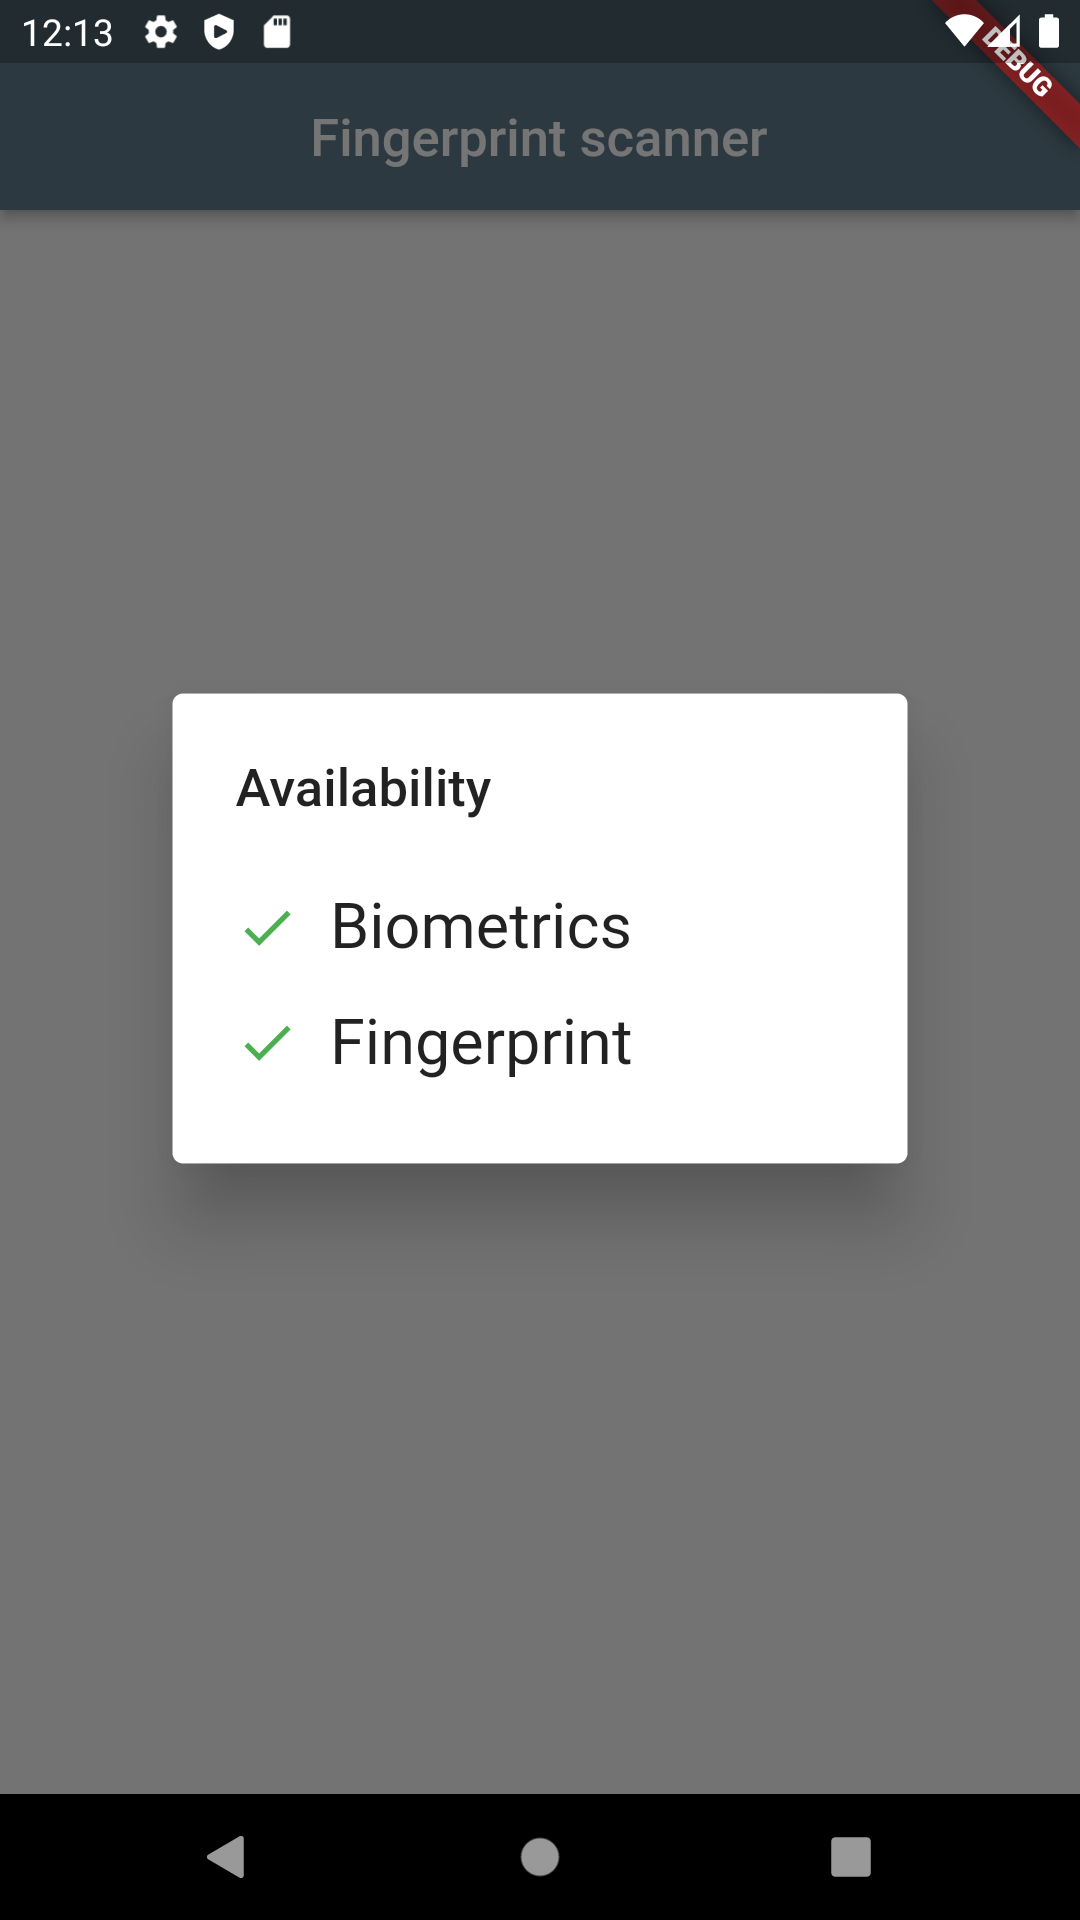 12:13
DEBUG
Fingerprint scanner
Availability
Biometrics
Fingerprint